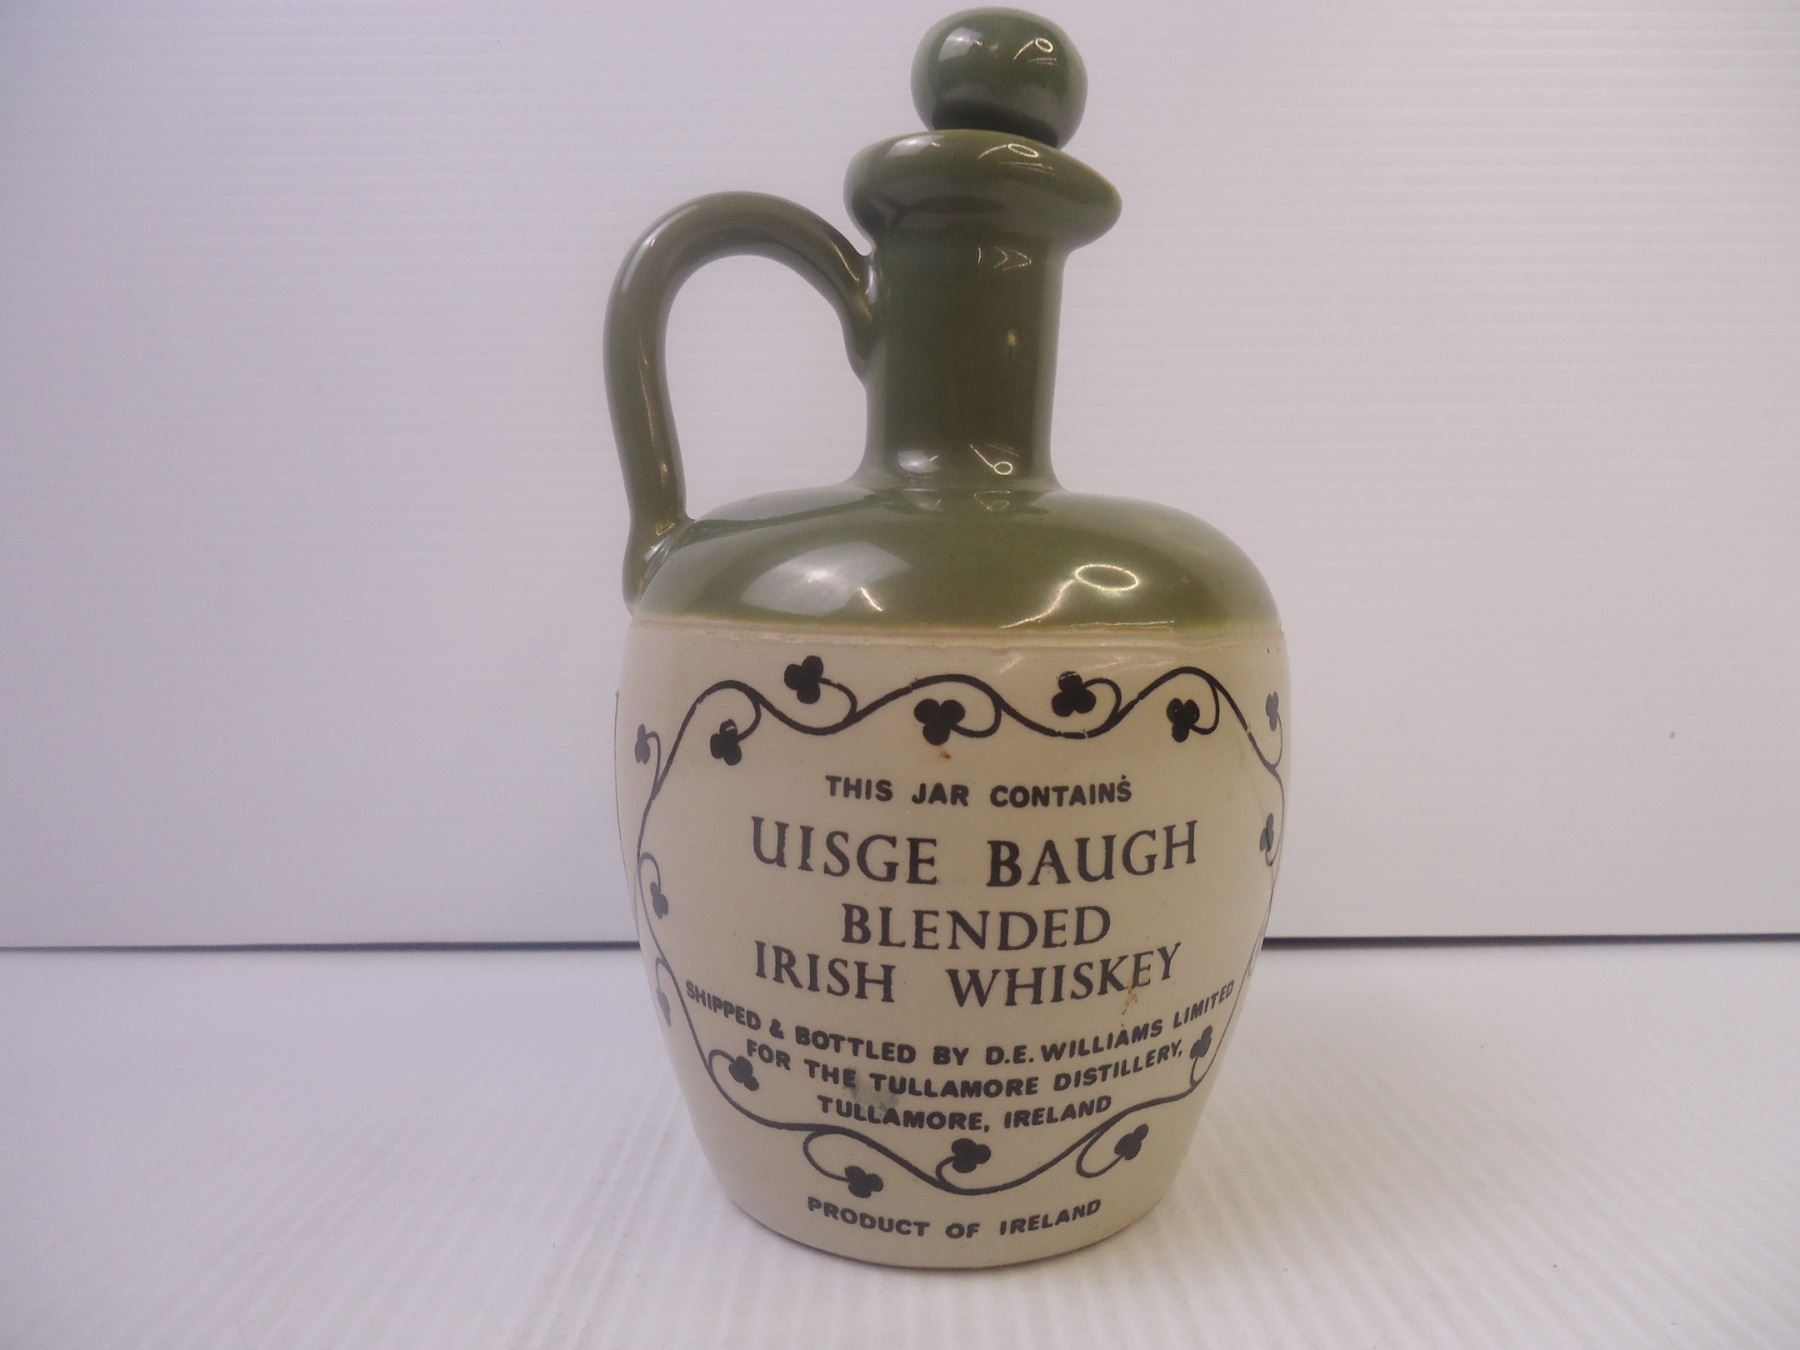 THIS JAR CONTAINS
UISGE BAUGH
BLENDED
IRISH WHISKEY
SHIPPED & BOTTLED BY D.E. WILLIAMS LIMITED
FOR THE TULLAMORE DISTILLERY,
TULLAMORE, IRELAND
PRODUCT OF IRELAND